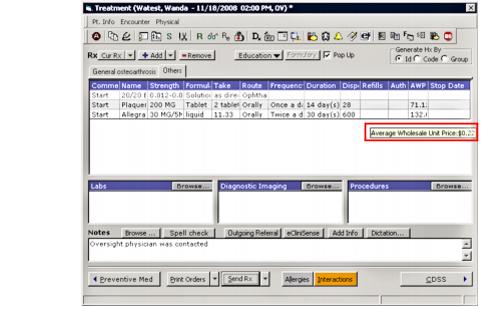 Treatment (Watest, Wanda - 11/18/2008 02:00 PM, OV) *
Pt. Info Encounter Physical
Rx Cur Rx Add Remove Education Formulary Pop Up
Generate Hx By
Id Code Group
General osteoarthrosis Others
Comme Name Strength Formul Take Route Frequenc Duration Disp Refills Auth AWP Stop Date
Start 20/20 as dire Ophtha
Start Plaquer 200 MG Tablet 2 tablet Orally Once a da 14 day(s) 28 71.1
Start Allegra 30 MG/5M liquid 11.33 Orally Twice a d 30 day(s) 600 132.
Average Wholesale Unit Price:$0.22
Labs Browse... Diagnostic Imaging Browse... Procedures Browse...
Notes Browse ... Spell check Outgoing Referral eCliniSense Add Info Dictation...
Oversight physician was contacted
Preventive Med Print Orders Send Rx Allergies Interactions CDSS